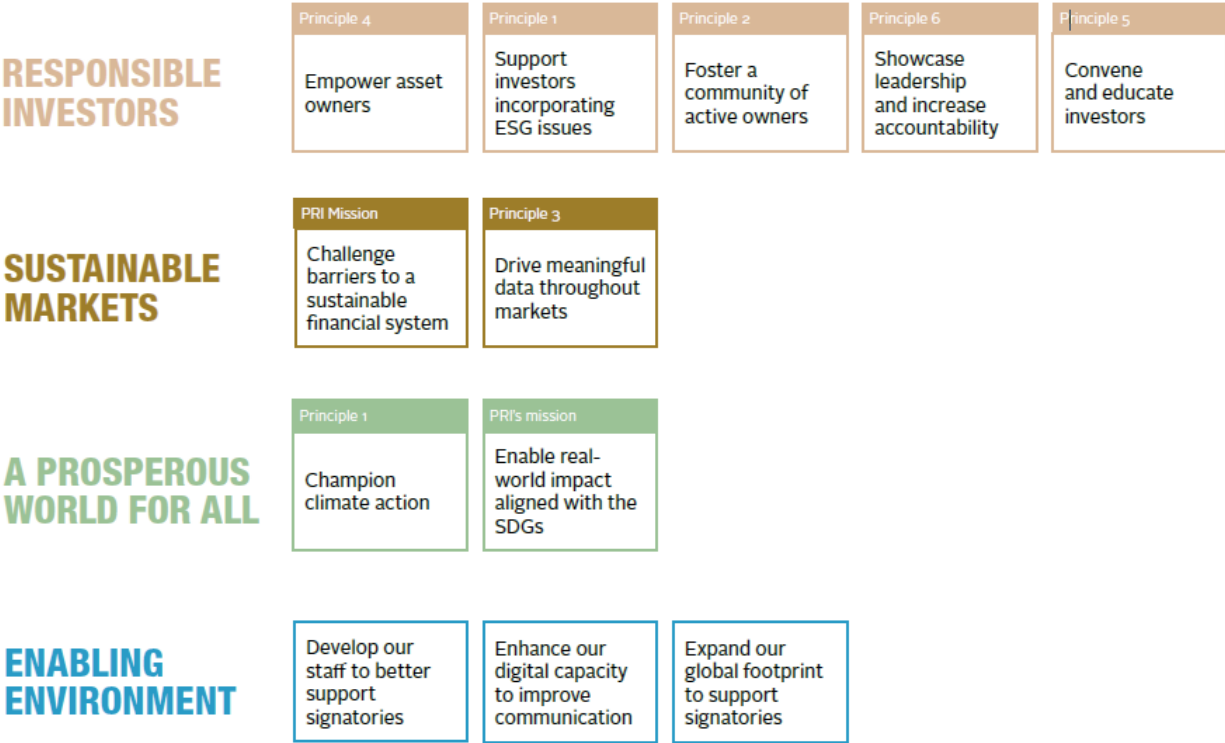 RESPONSIBLE
INVESTORS
Principle 4
Empower asset
owners
Principle 1
Support
investors
incorporating
ESG issues
Principle 2
Foster a
community of
active owners
Principle 6
Showcase
leadership
and increase
accountability
Principle 5
Convene
and educate
investors
SUSTAINABLE
MARKETS
PRI Mission
Challenge
barriers to a
sustainable
financial system
Principle 3
Drive meaningful
data throughout
markets
A PROSPEROUS
WORLD FOR ALL
Principle 1
Champion
climate action
PRI's mission
Enable real-
world impact
aligned with the
SDGs
ENABLING
ENVIRONMENT
Develop our
staff to better
support
signatories
Enhance our
digital capacity
to improve
communication
Expand our
global footprint
to support
signatories